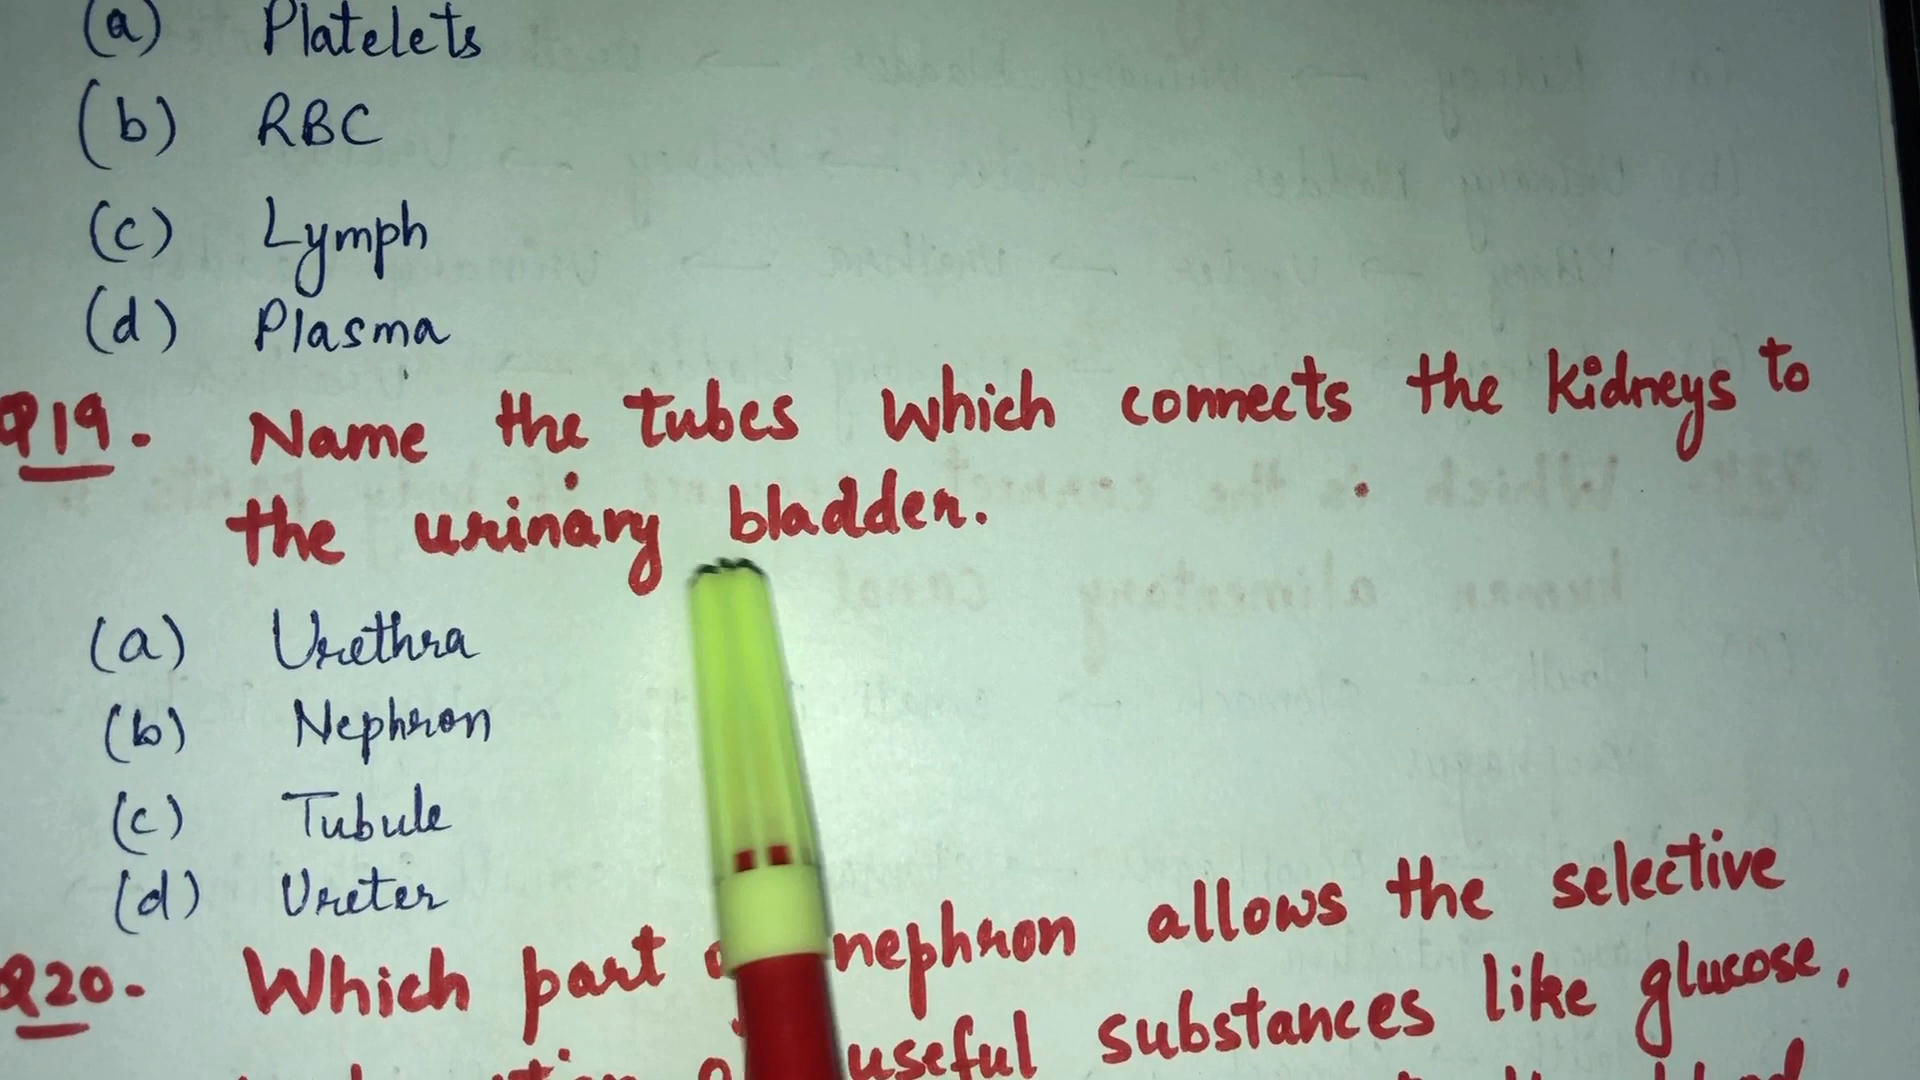 (a) Platelets
(b) RBC
(c) Lymph
(d) Plasma
Q19. Name the tubes which connects the kidneys to
the urinary bladder.
(a) Urethra
(b) Nephron
(c) Tubule
(d) Ureter
Q20. Which part nephron allows the selective
useful substances like glucose,